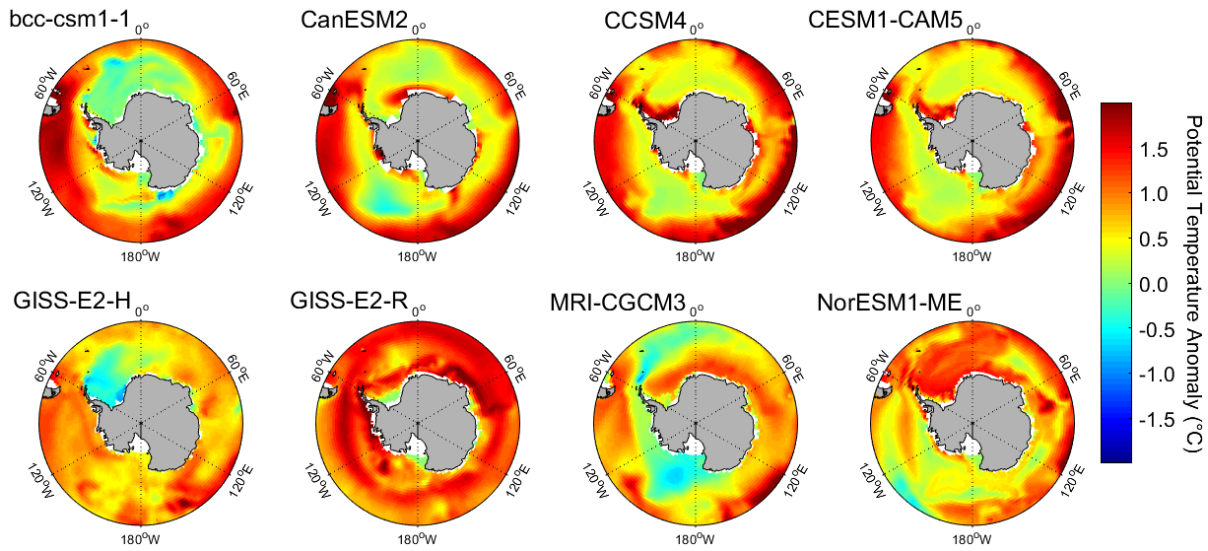 bcc-csm1-1
0°
60°W
60°E
120°W
120°E
180°W
CanESM2
0°
60°W
60°E
120°W
120°E
180°W
CCSM4
0°
60°W
60°E
120°W
120°E
180°W
CESM1-CAM5
0°
60°W
60°E
120°W
120°E
180°W
GISS-E2-H
0°
60°W
60°E
120°W
120°E
180°W
GISS-E2-R
0°
60°W
60°E
120°W
120°E
180°W
MRI-CGCM3
0°
60°W
60°E
120°W
120°E
180°W
NorESM1-ME
0°
60°W
60°E
120°W
120°E
180°W
1.5
1.0
0.5
0.0
-0.5
-1.0
-1.5
Potential Temperature Anomaly (°C)